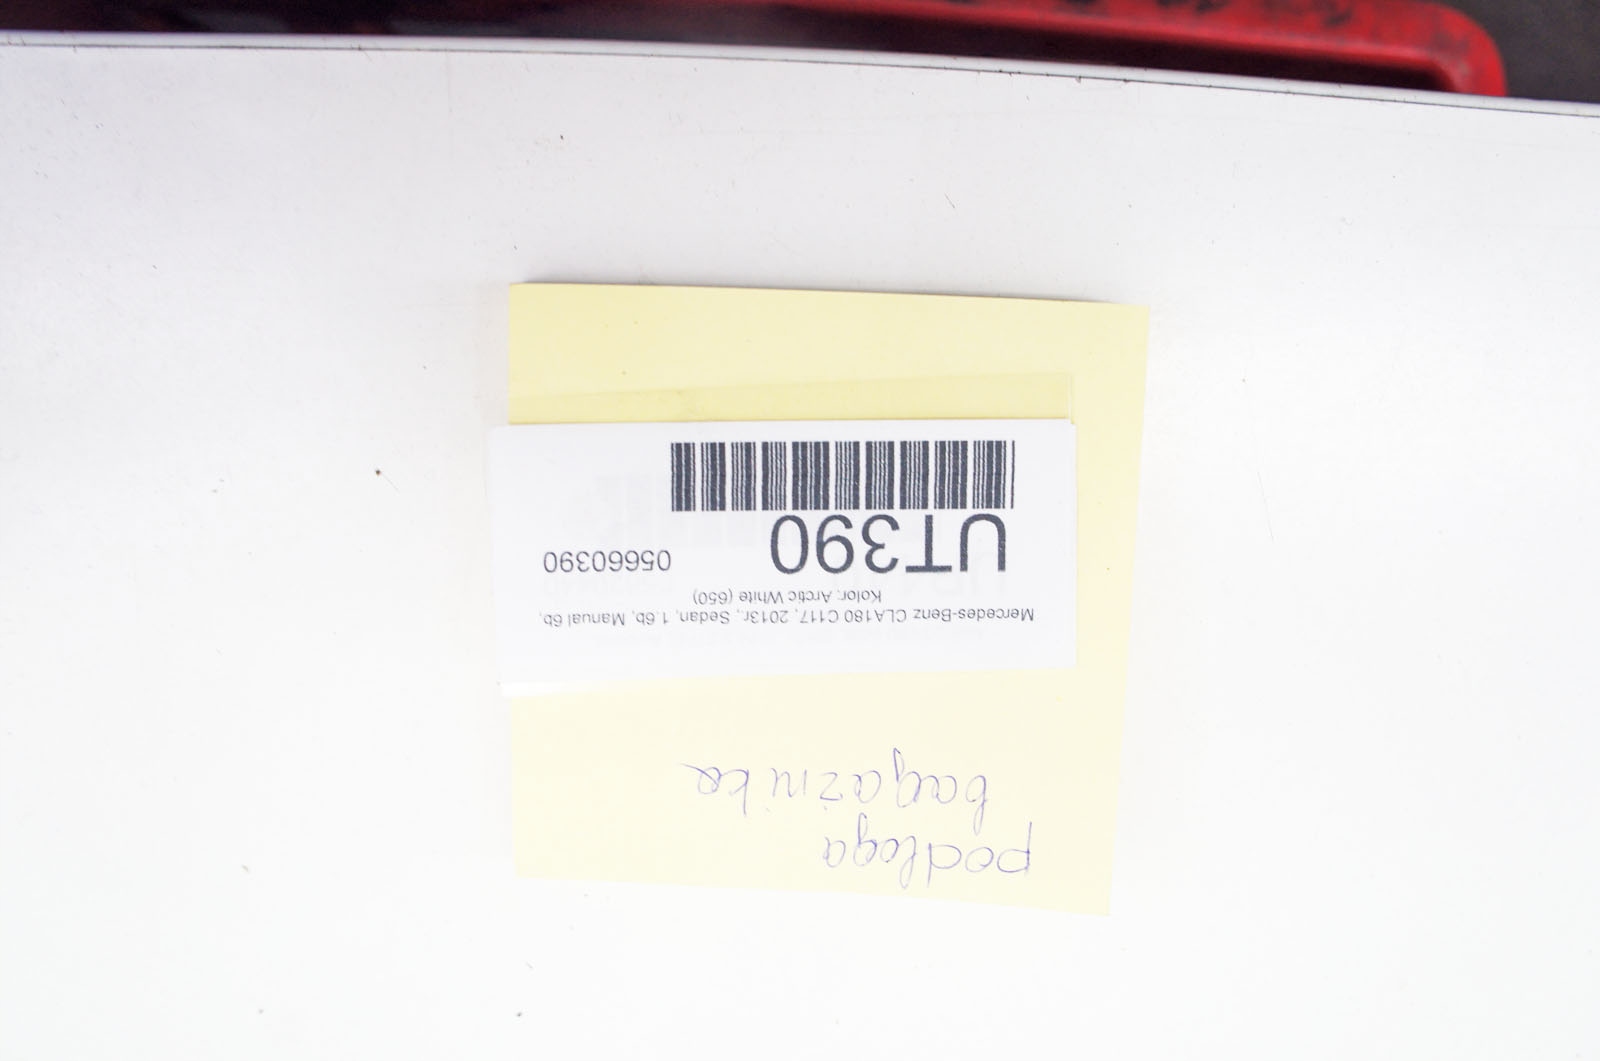 podłoga
bagażnika
Mercedes-Benz CLA180 C117, 2013r., Sedan, 1.6b, Manual 6b,
Kolor: Arctic White (650)
UT390 05660390